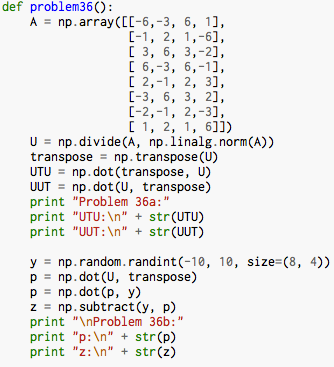 def problem36():
    A = np.array([[-6,-3, 6, 1],
                  [-1, 2, 1,-6],
                  [ 3, 6, 3,-2],
                  [ 6,-3, 6,-1],
                  [ 2,-1, 2, 3],
                  [-3, 6, 3, 2],
                  [-2,-1, 2,-3],
                  [ 1, 2, 1, 6]])
    U = np.divide(A, np.linalg.norm(A))
    transpose = np.transpose(U)
    UTU = np.dot(transpose, U)
    UUT = np.dot(U, transpose)
    print "Problem 36a:"
    print "UTU:\n" + str(UTU)
    print "UUT:\n" + str(UUT)

    y = np.random.randint(-10, 10, size=(8, 4))
    p = np.dot(U, transpose)
    p = np.dot(p, y)
    z = np.subtract(y, p)
    print "\nProblem 36b:"
    print "p:\n" + str(p)
    print "z:\n" + str(z)